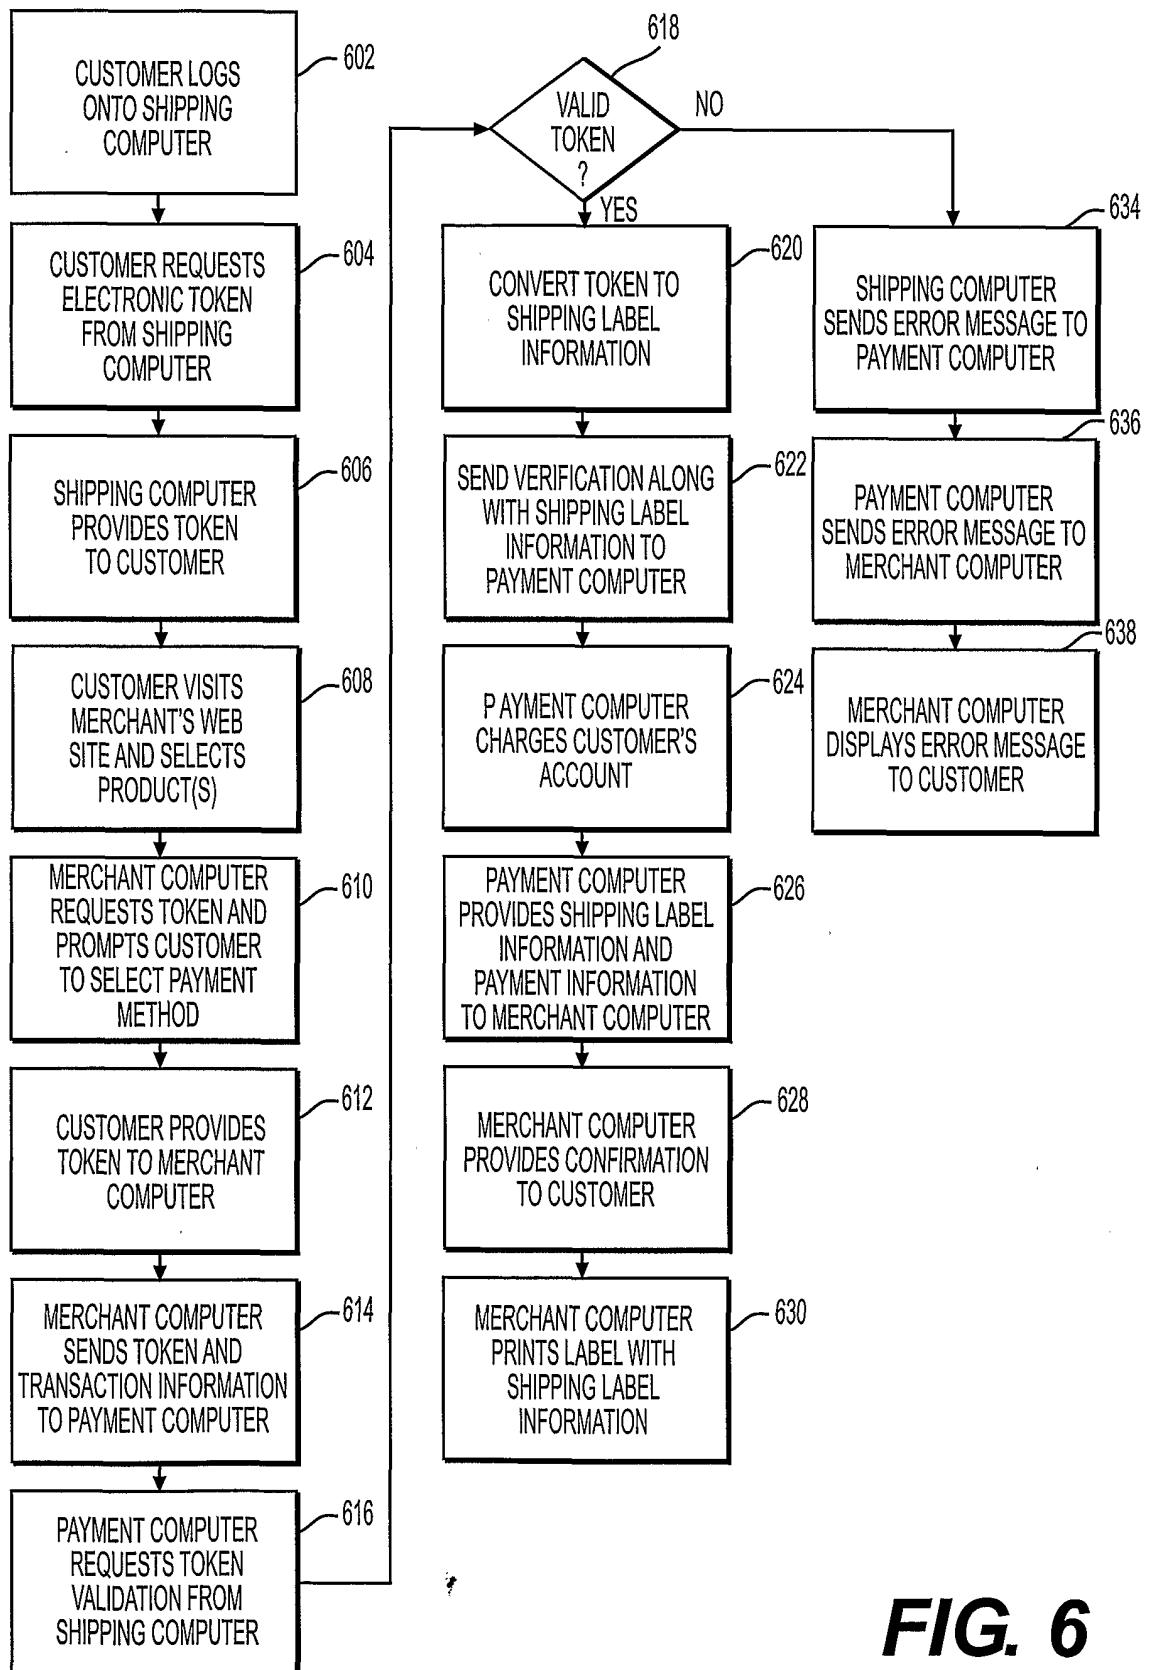 CUSTOMER LOGS
ONTO SHIPPING
COMPUTER
602
CUSTOMER REQUESTS
ELECTRONIC TOKEN
FROM SHIPPING
COMPUTER
604
SHIPPING COMPUTER
PROVIDES TOKEN
TO CUSTOMER
606
CUSTOMER VISITS
MERCHANT'S WEB
SITE AND SELECTS
PRODUCT(S)
608
MERCHANT COMPUTER
REQUESTS TOKEN AND
PROMPTS CUSTOMER
TO SELECT PAYMENT
METHOD
610
CUSTOMER PROVIDES
TOKEN TO MERCHANT
COMPUTER
612
MERCHANT COMPUTER
SENDS TOKEN AND
TRANSACTION INFORMATION
TO PAYMENT COMPUTER
614
PAYMENT COMPUTER
REQUESTS TOKEN
VALIDATION FROM
SHIPPING COMPUTER
616
618
VALID
TOKEN
?
NO
YES
CONVERT TOKEN TO
SHIPPING LABEL
INFORMATION
620
SEND VERIFICATION ALONG
WITH SHIPPING LABEL
INFORMATION TO
PAYMENT COMPUTER
622
PAYMENT COMPUTER
CHARGES CUSTOMER'S
ACCOUNT
624
PAYMENT COMPUTER
PROVIDES SHIPPING LABEL
INFORMATION AND
PAYMENT INFORMATION
TO MERCHANT COMPUTER
626
MERCHANT COMPUTER
PROVIDES CONFIRMATION
TO CUSTOMER
628
MERCHANT COMPUTER
PRINTS LABEL WITH
SHIPPING LABEL
INFORMATION
630
634
SHIPPING COMPUTER
SENDS ERROR MESSAGE TO
PAYMENT COMPUTER
636
PAYMENT COMPUTER
SENDS ERROR MESSAGE TO
MERCHANT COMPUTER
638
MERCHANT COMPUTER
DISPLAYS ERROR MESSAGE
TO CUSTOMER
FIG. 6